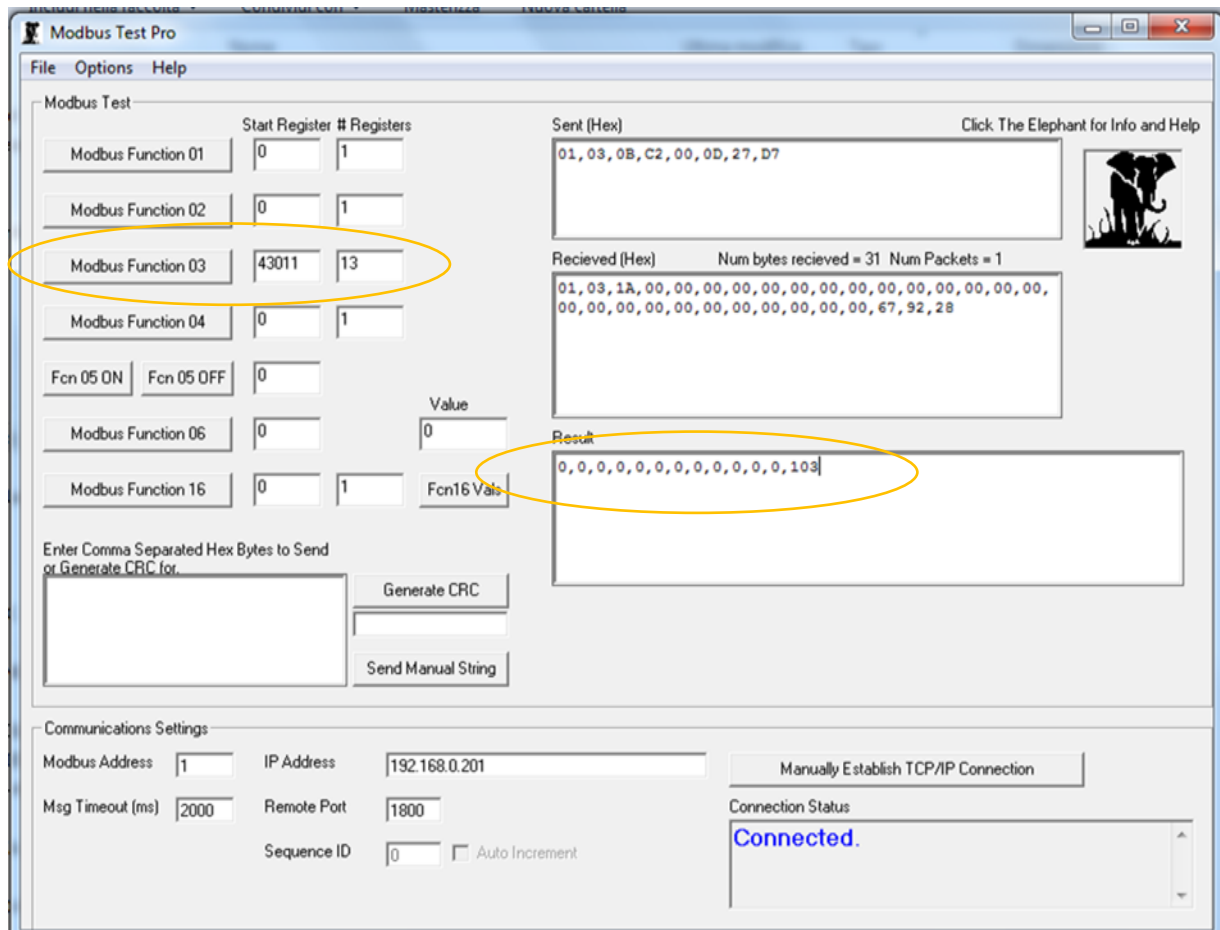 Incidi nella raccolta Condividi con Masterizza Nuova cartella
Modbus Test Pro
File Options Help
Modbus Test
Start Register # Registers
Modbus Function 01 0 1
Modbus Function 02 0 1
Modbus Function 03 43011 13
Modbus Function 04 0 1
Fcn 05 ON Fcn 05 OFF 0
Value
Modbus Function 06 0 0
Modbus Function 16 0 1 Fcn16 Vals
Enter Comma Separated Hex Bytes to Send
or Generate CRC for.
Generate CRC
Send Manual String
Sent (Hex) Click The Elephant for Info and Help
01,03,0B,C2,00,0D,27,D7
Recieved (Hex) Num bytes recieved = 31 Num Packets = 1
01,03,1A,00,00,00,00,00,00,00,00,00,00,00,00,00,00,
00,00,00,00,00,00,00,00,00,00,00,67,92,28
Result
0,0,0,0,0,0,0,0,0,0,0,0,103
Communications Settings
Modbus Address 1 IP Address 192.168.0.201 Manually Establish TCP/IP Connection
Msg Timeout (ms) 2000 Remote Port 1800 Connection Status
Connected.
Sequence ID 0 Auto Increment